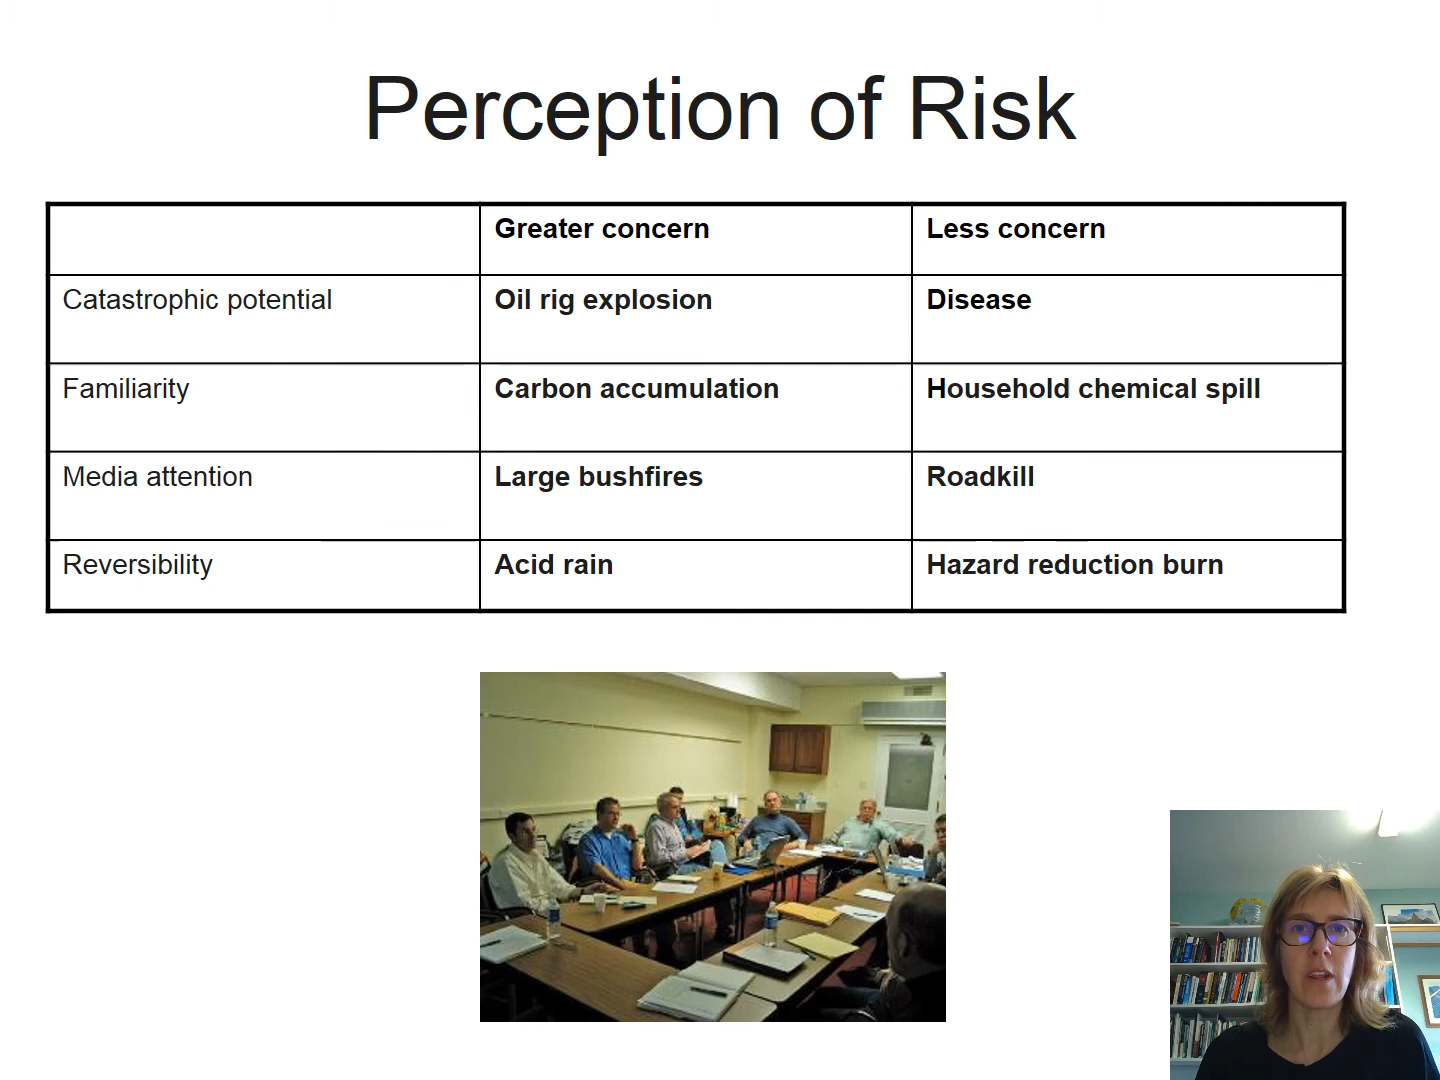 Perception of Risk
Greater concern
Less concern
Catastrophic potential
Oil rig explosion
Disease
Familiarity
Carbon accumulation
Household chemical spill
Media attention
Large bushfires
Roadkill
Reversibility
Acid rain
Hazard reduction burn